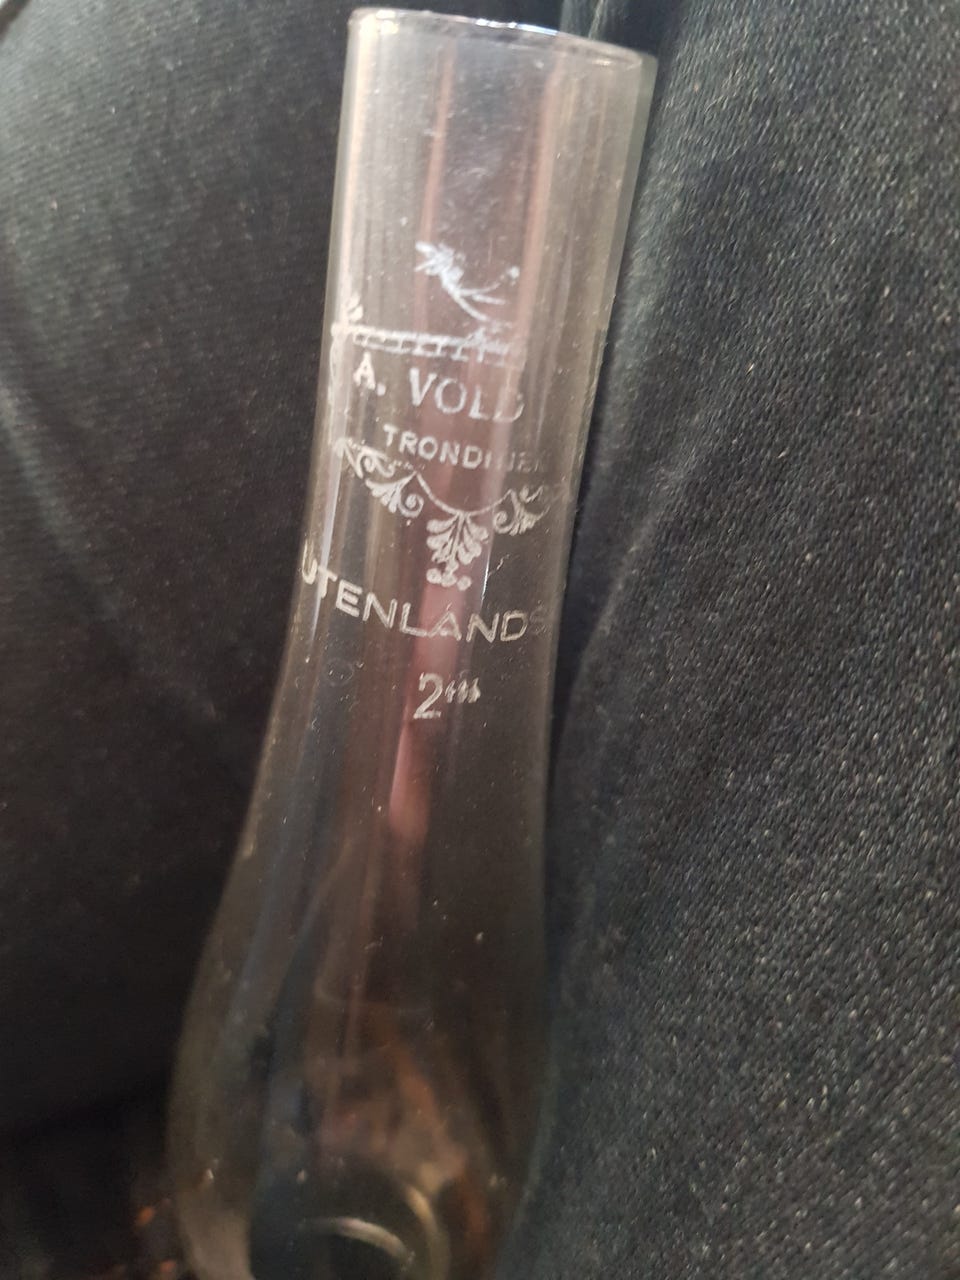 A. VOLD
TRONDHJEM
UTENLANDS
2'''